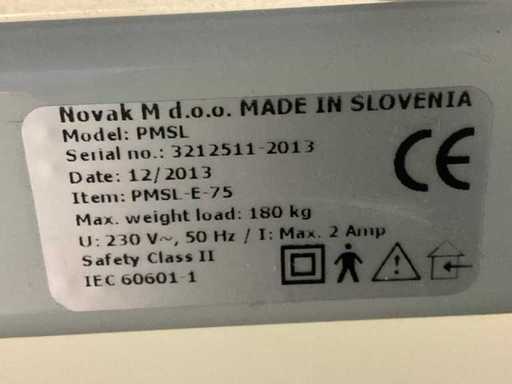 Novak M d.o.o. MADE IN SLOVENIA
Model: PMSL
Serial no.: 3212511-2013
Date: 12/2013
Item: PMSL-E-75
Max. weight load: 180 kg
U: 230 V~, 50 Hz / I: Max. 2 Amp
Safety Class II
IEC 60601-1
CE